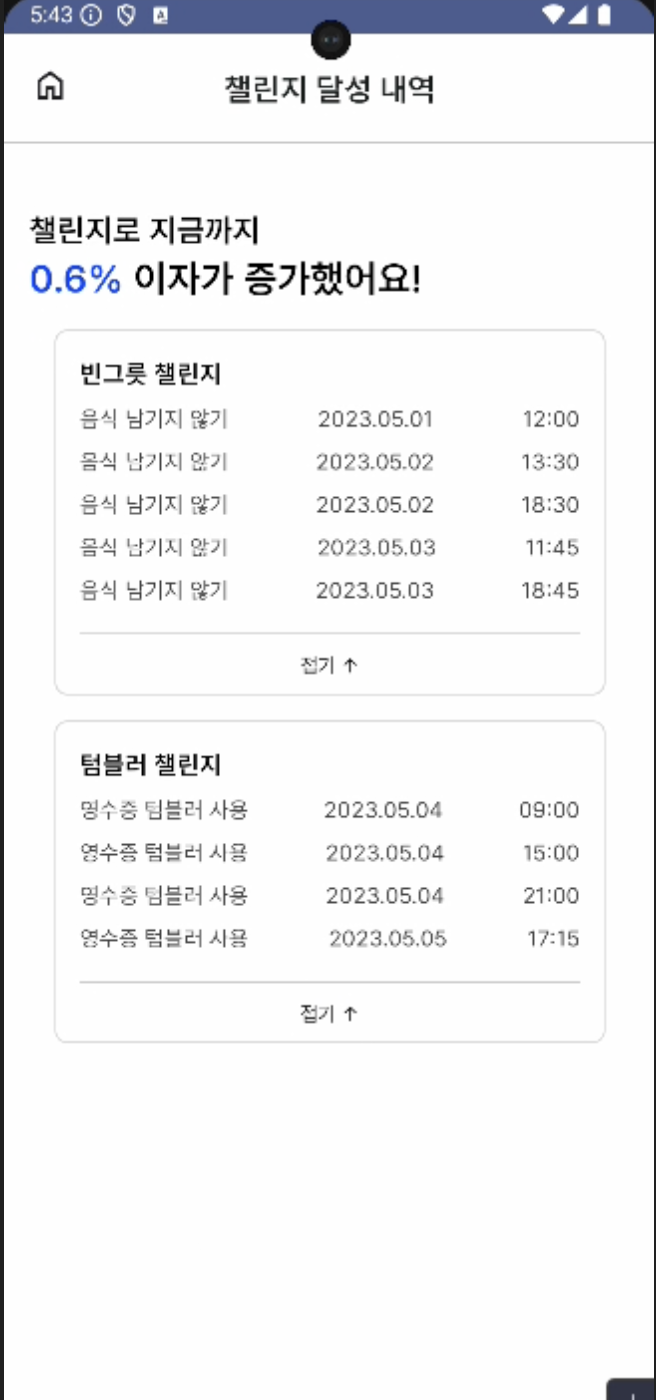 5:43
챌린지 달성 내역
챌린지로 지금까지
0.6% 이자가 증가했어요!
빈그릇 챌린지
음식 남기지 않기 2023.05.01 12:00
음식 남기지 않기 2023.05.02 13:30
음식 남기지 않기 2023.05.02 18:30
음식 남기지 않기 2023.05.03 11:45
음식 남기지 않기 2023.05.03 18:45
접기 ↑
텀블러 챌린지
영수증 텀블러 사용 2023.05.04 09:00
영수증 텀블러 사용 2023.05.04 15:00
영수증 텀블러 사용 2023.05.04 21:00
영수증 텀블러 사용 2023.05.05 17:15
접기 ↑